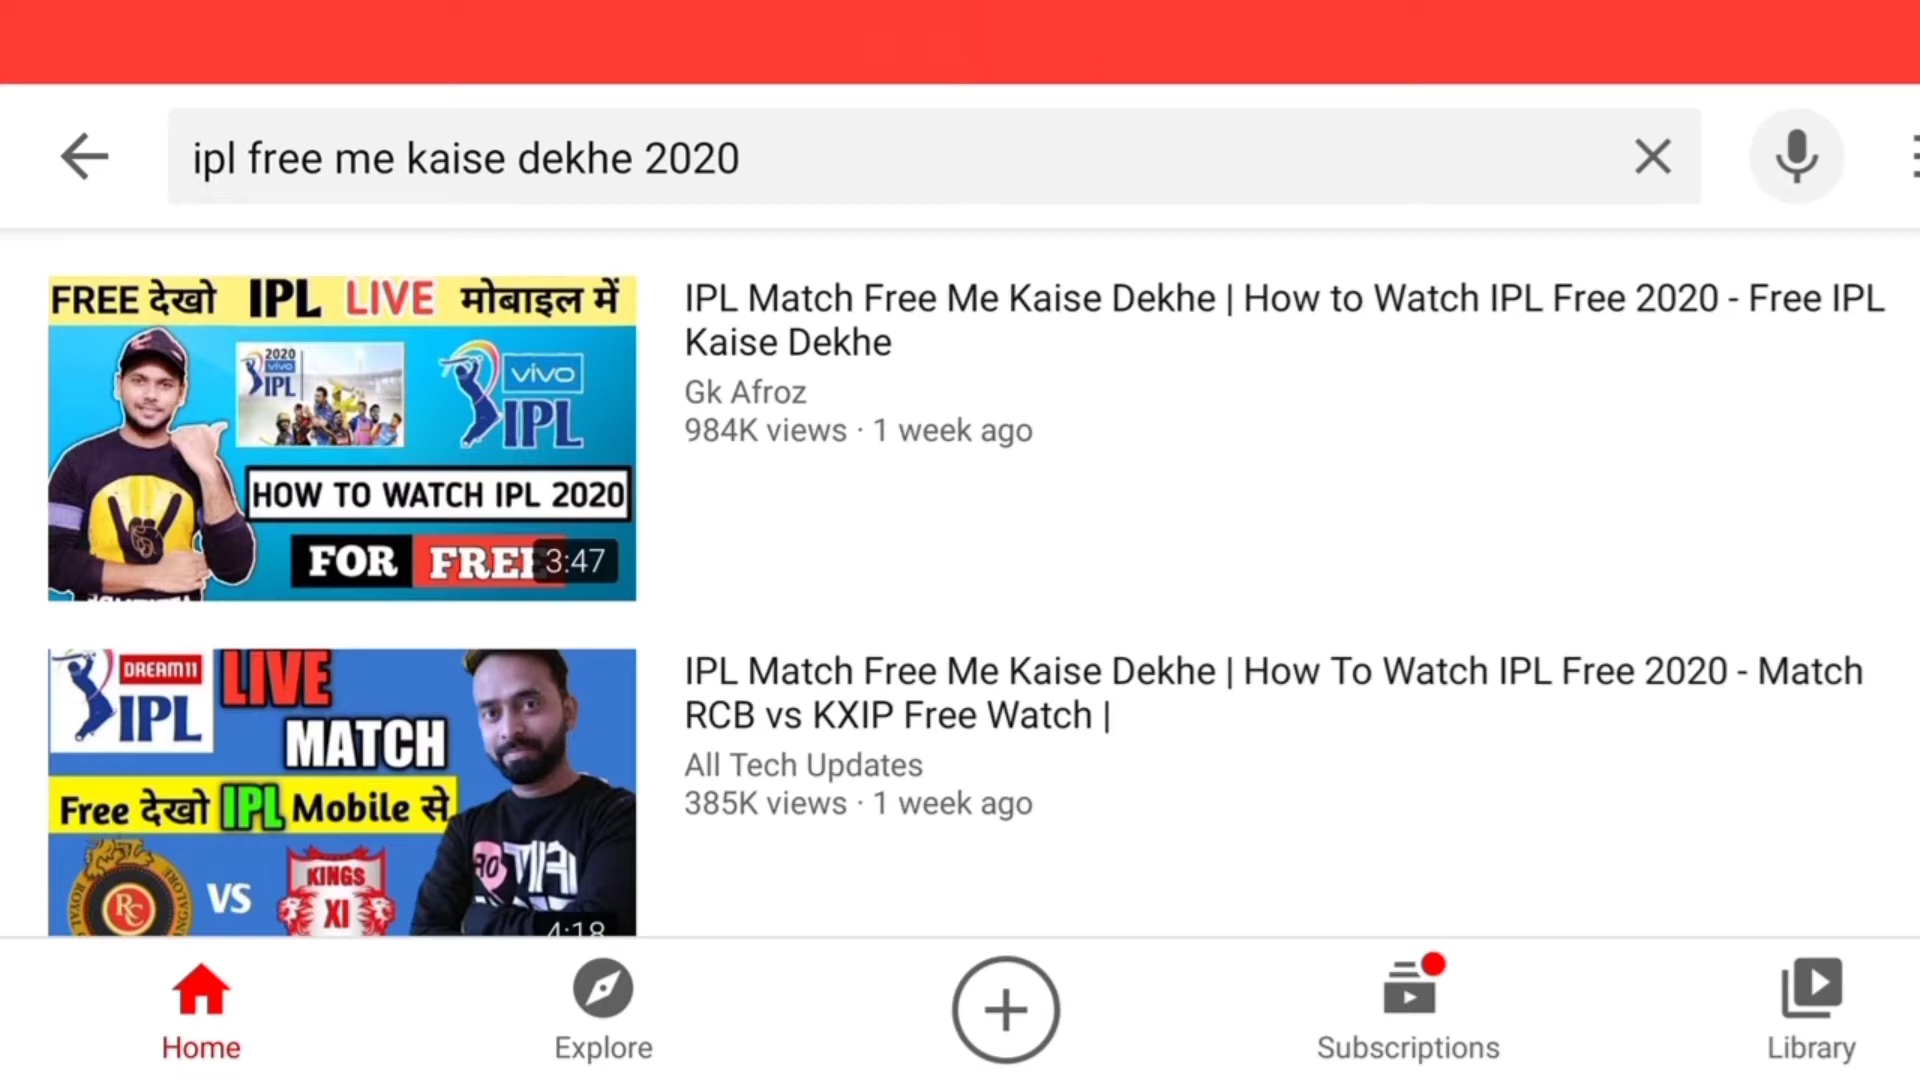 ipl free me kaise dekhe 2020
FREE देखो IPL LIVE मोबाइल में
2020
vivo
IPL
vivo
IPL
HOW TO WATCH IPL 2020
FOR FREE
3:47
IPL Match Free Me Kaise Dekhe | How to Watch IPL Free 2020 - Free IPL
Kaise Dekhe
Gk Afroz
984K views · 1 week ago
DREAM11
IPL
LIVE
MATCH
Free देखो IPL Mobile से
RC
VS
KINGS
XI
4:18
IPL Match Free Me Kaise Dekhe | How To Watch IPL Free 2020 - Match
RCB vs KXIP Free Watch |
All Tech Updates
385K views · 1 week ago
Home
Explore
Subscriptions
Library